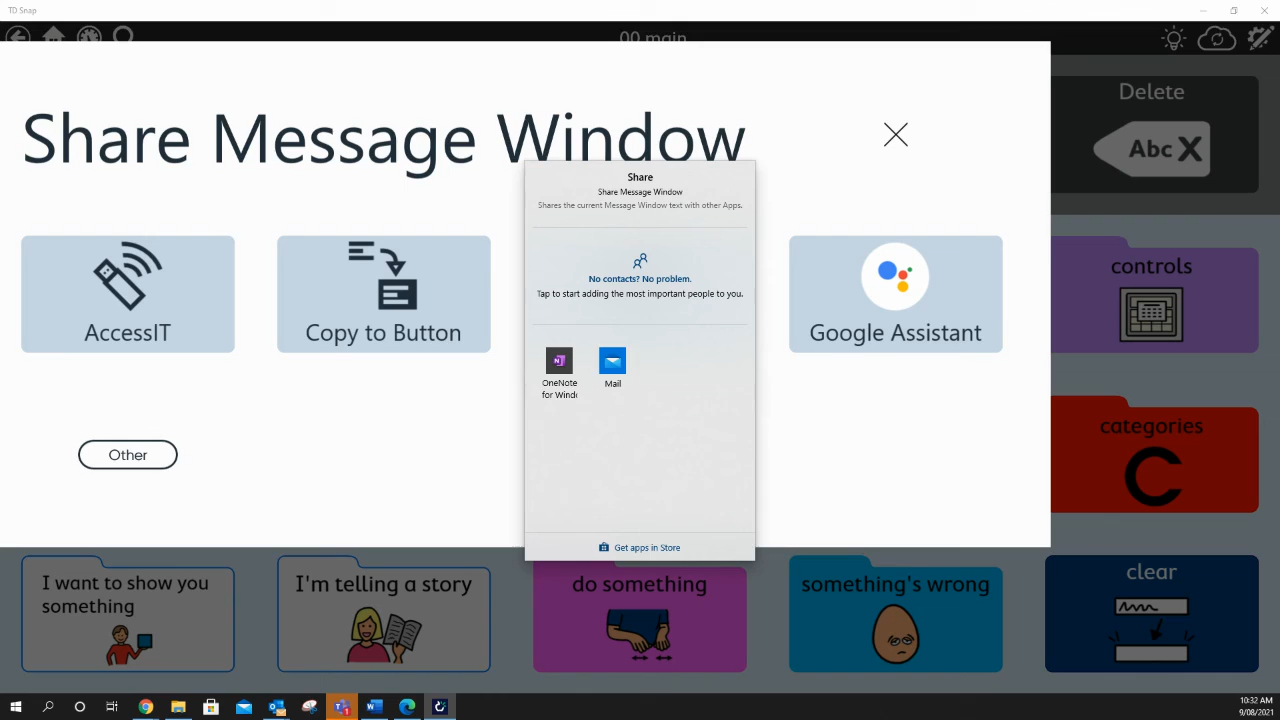 TD Snap
00 main
Share Message Window
Delete
Abc X
Share
Share Message Window
Shares the current Message Window text with other Apps.
No contacts? No problem.
Tap to start adding the most important people to you.
AccessIT
Copy to Button
Google Assistant
controls
OneNote
for Windo
Mail
Other
categories
C
Get apps in Store
I want to show you
something
I'm telling a story
do something
something's wrong
clear
10:32 AM
9/08/2021